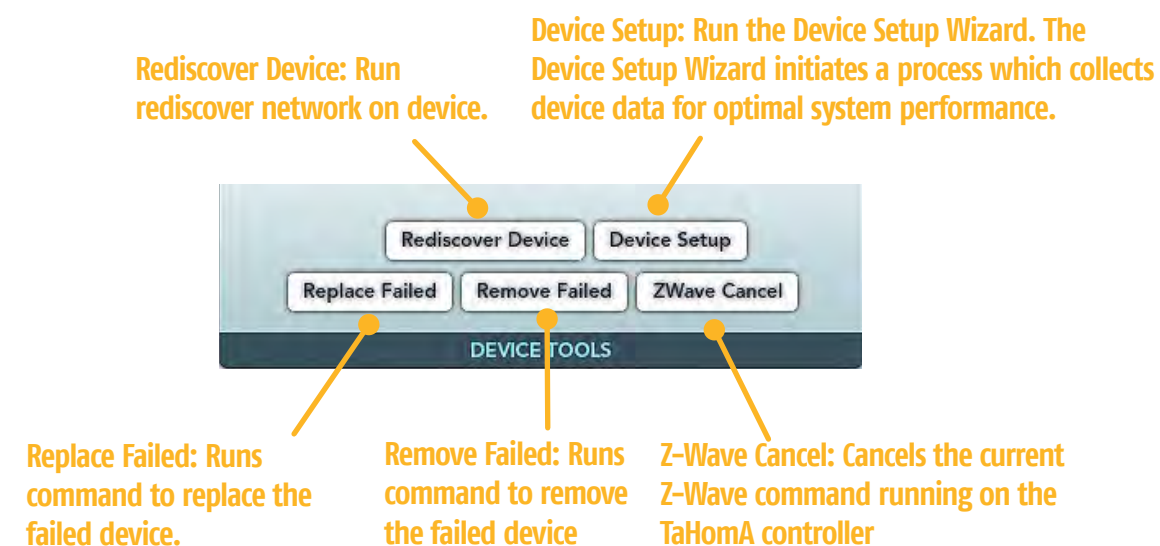 Device Setup: Run the Device Setup Wizard. The
Device Setup Wizard initiates a process which collects
device data for optimal system performance.
Rediscover Device: Run
rediscover network on device.
Rediscover Device
Device Setup
Replace Failed
Remove Failed
ZWave Cancel
DEVICE TOOLS
Replace Failed: Runs
command to replace the
failed device.
Remove Failed: Runs
command to remove
the failed device
Z-Wave Cancel: Cancels the current
Z-Wave command running on the
TaHomA controller